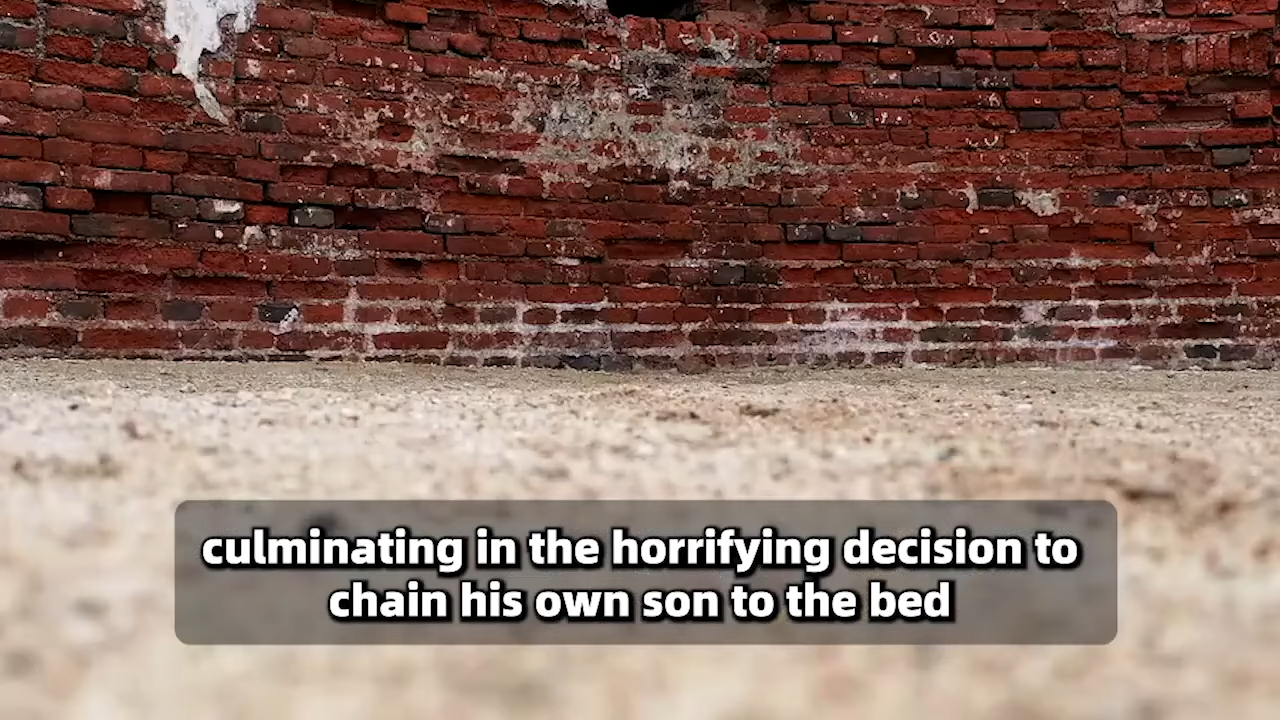 culminating in the horrifying decision to
chain his own son to the bed